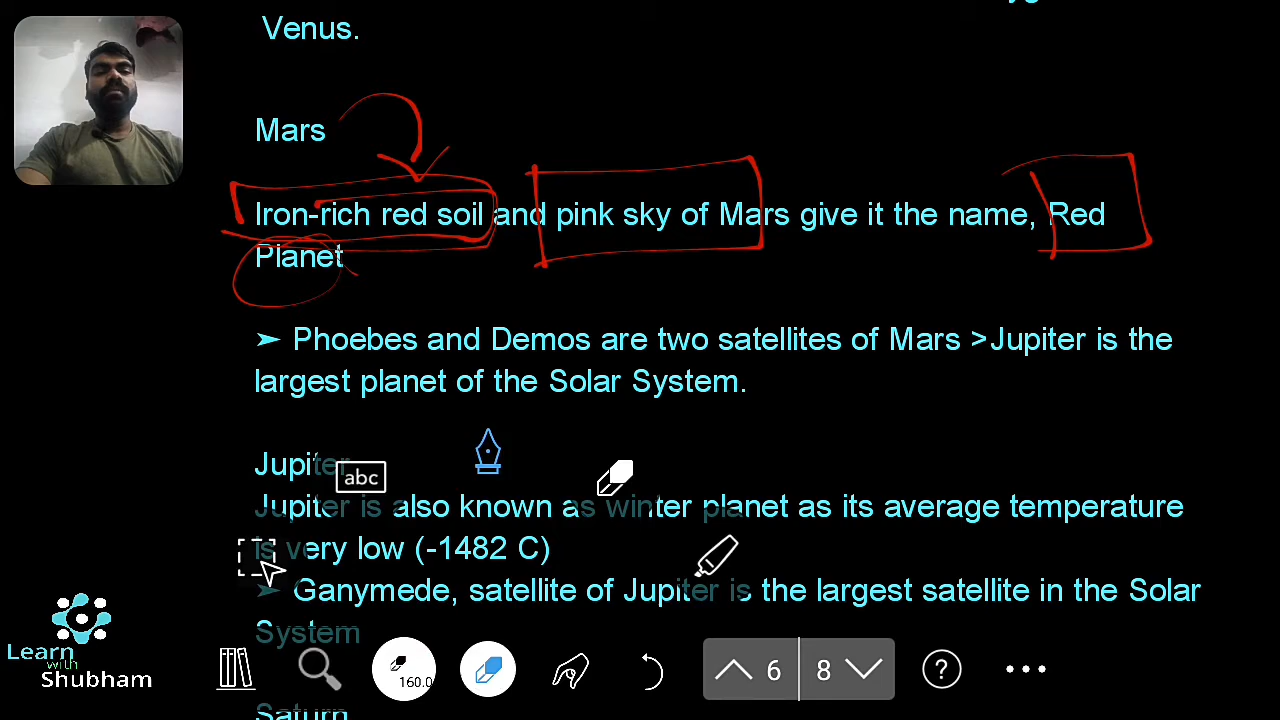 Venus.
Mars
Iron-rich red soil and pink sky of Mars give it the name, Red
Planet
➤ Phoebes and Demos are two satellites of Mars >Jupiter is the
largest planet of the Solar System.
Jupiter
abc
Jupiter is also known as winter planet as its average temperature
is very low (-1482 C)
➤ Ganymede, satellite of Jupiter is the largest satellite in the Solar
System
Learn
with
Shubham
160.0
6
8
?
Saturn